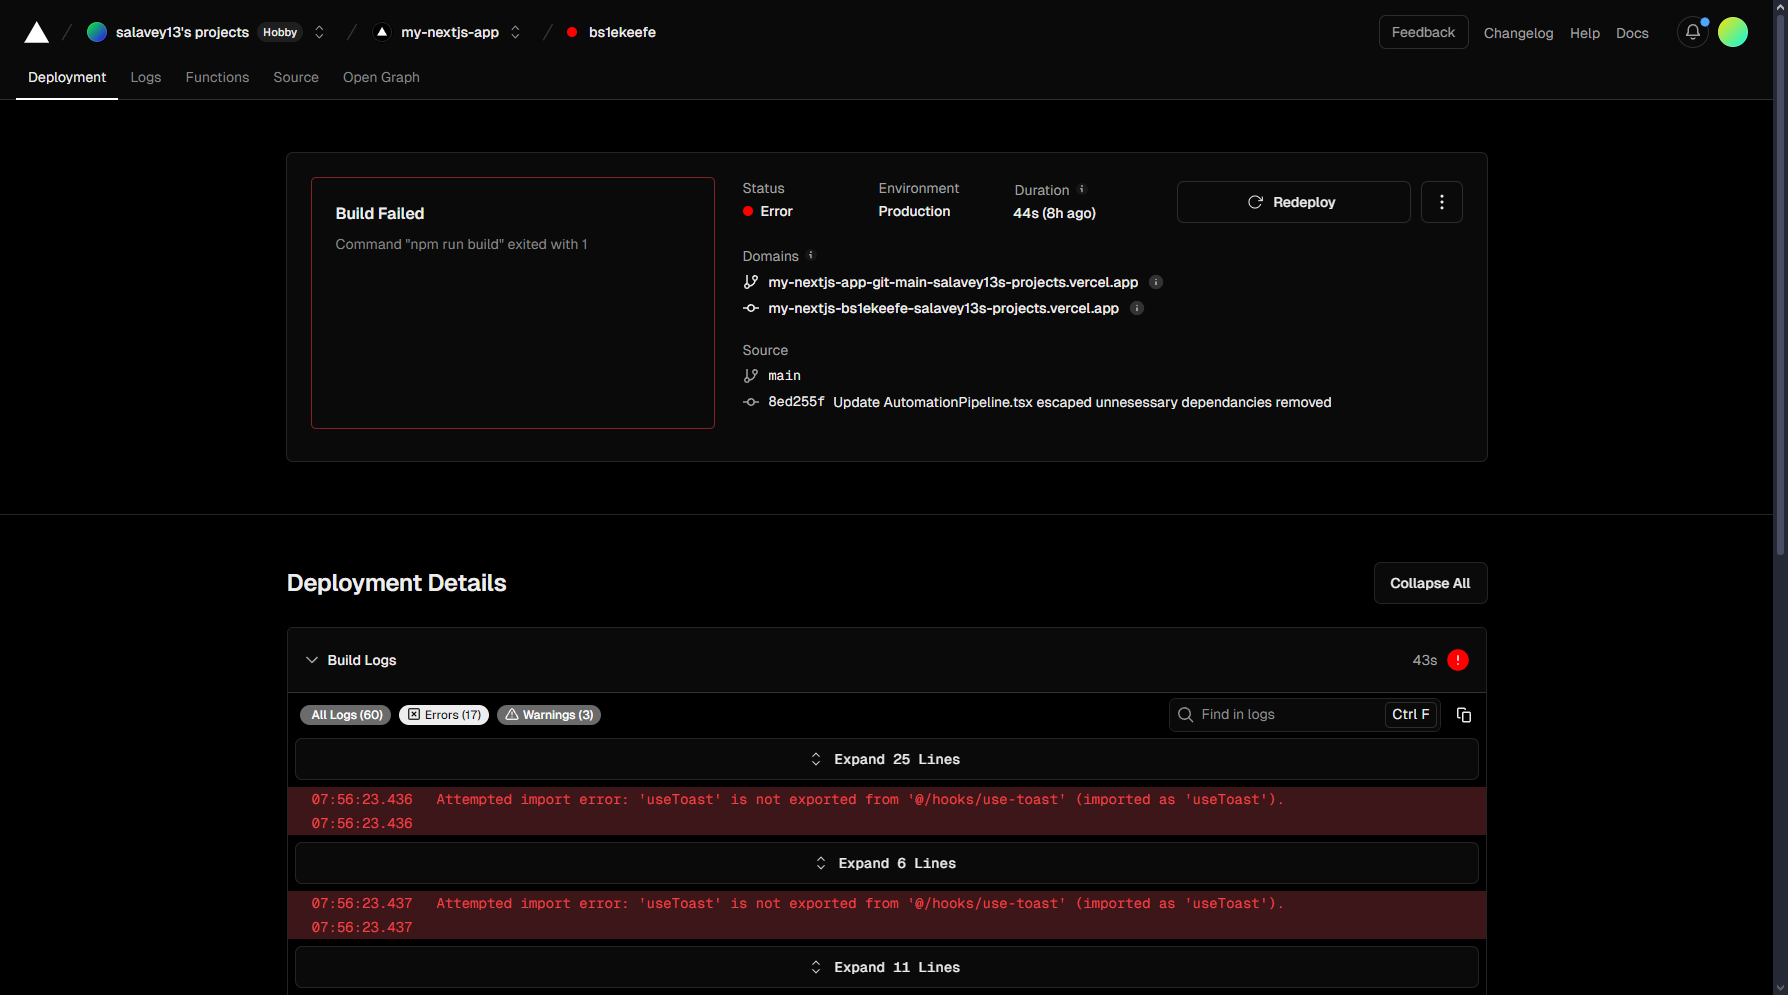 salavey13's projects Hobby
my-nextjs-app
bs1ekeefe
Feedback
Changelog
Help
Docs
Deployment
Logs
Functions
Source
Open Graph
Build Failed
Command "npm run build" exited with 1
Status
Error
Environment
Production
Duration
44s (8h ago)
Redeploy
Domains
my-nextjs-app-git-main-salavey13s-projects.vercel.app
my-nextjs-bs1ekeefe-salavey13s-projects.vercel.app
Source
main
8ed255f Update AutomationPipeline.tsx escaped unnesessary dependancies removed
Deployment Details
Collapse All
Build Logs
43s
All Logs (60)
Errors (17)
Warnings (3)
Find in logs
Ctrl F
Expand 25 Lines
07:56:23.436 Attempted import error: 'useToast' is not exported from '@/hooks/use-toast' (imported as 'useToast').
07:56:23.436
Expand 6 Lines
07:56:23.437 Attempted import error: 'useToast' is not exported from '@/hooks/use-toast' (imported as 'useToast').
07:56:23.437
Expand 11 Lines